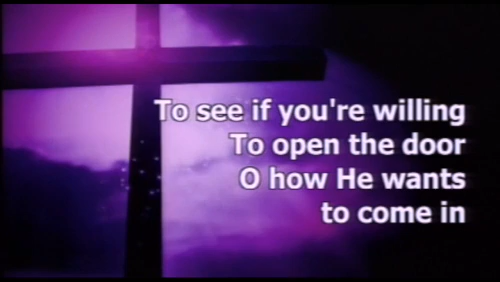 To see if you're willing
To open the door
O how He wants
to come in